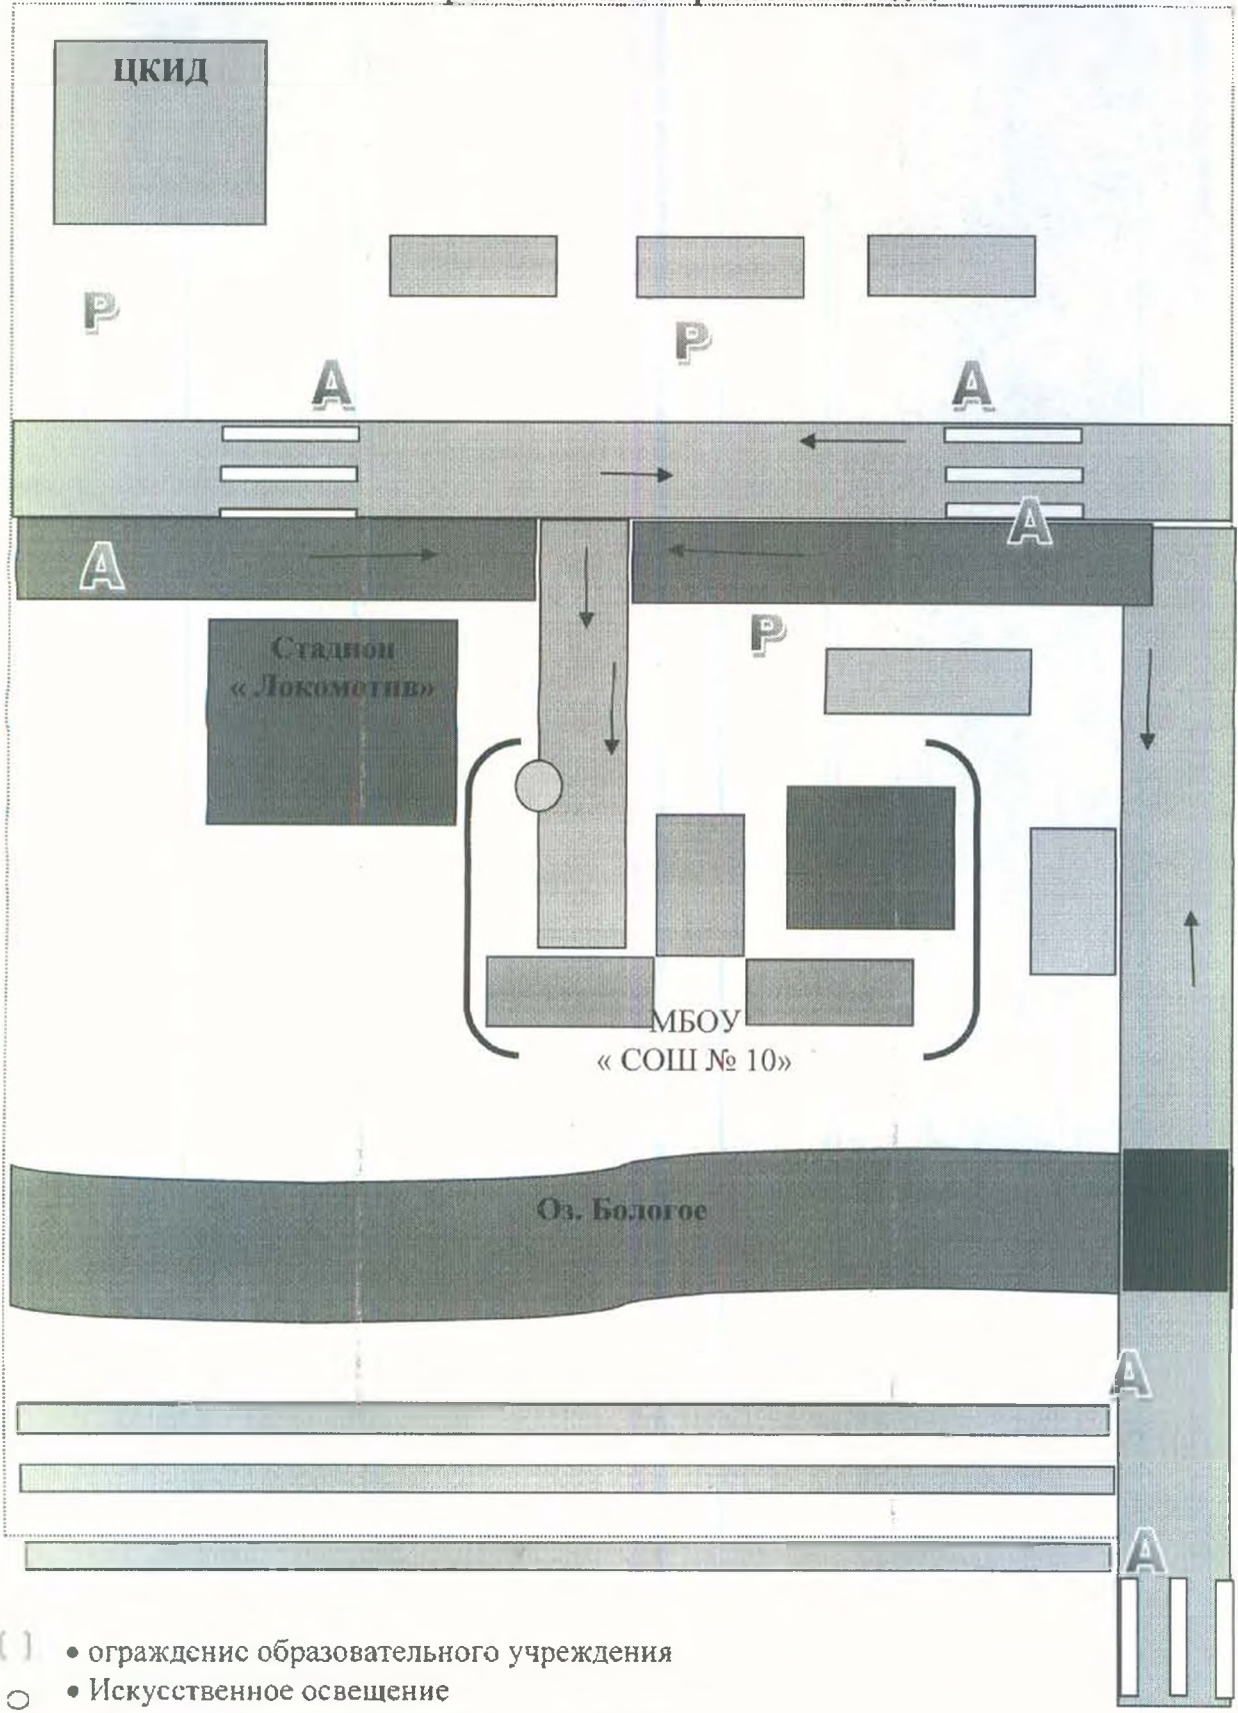 ЦКИД
Р
Р
А
А
А
А
Р
Стадион
« Локомотив»
МБОУ
« СОШ № 10»
Оз. Бологое
А
А
( )
• ограждение образовательного учреждения
• Искусственное освещение